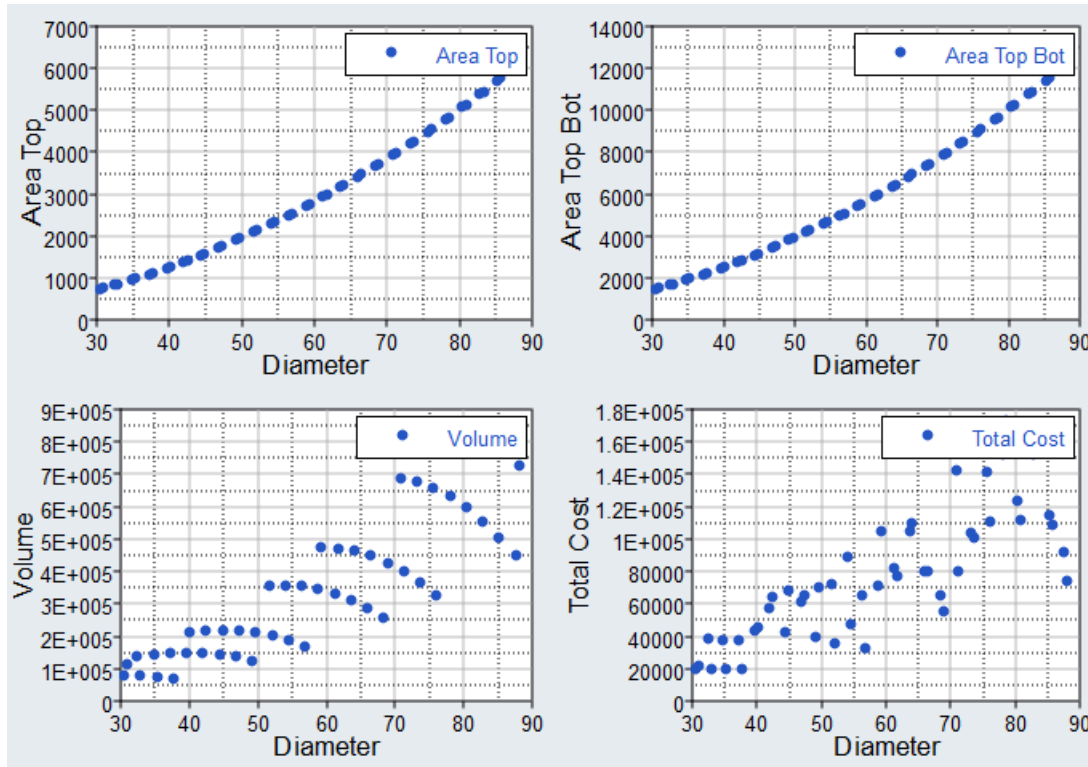 7000
6000
5000
4000
3000
2000
1000
0
Area Top
Area Top
30 40 50 60 70 80 90
Diameter
14000
12000
10000
8000
6000
4000
2000
0
Area Top Bot
Area Top Bot
30 40 50 60 70 80 90
Diameter
9E+005
8E+005
7E+005
6E+005
5E+005
4E+005
3E+005
2E+005
1E+005
0
Volume
Volume
30 40 50 60 70 80 90
Diameter
1.8E+005
1.6E+005
1.4E+005
1.2E+005
1E+005
80000
60000
40000
20000
0
Total Cost
Total Cost
30 40 50 60 70 80 90
Diameter